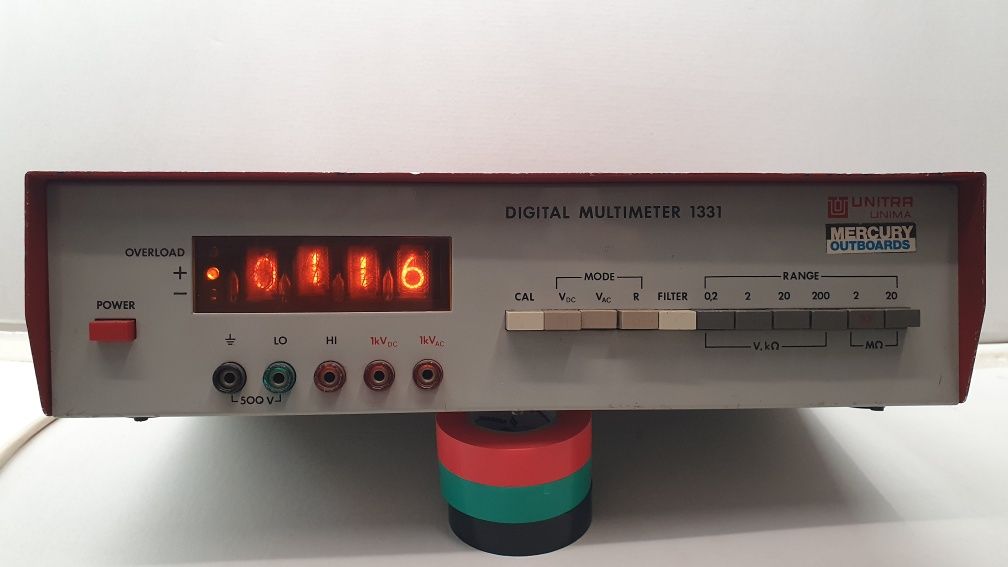 DIGITAL MULTIMETER 1331
UNITRA
UNIMA
MERCURY
OUTBOARDS
OVERLOAD
+
−
0116
POWER
MODE
RANGE
CAL VDC VAC R FILTER 0,2 2 20 200 2 20
V, kΩ MΩ
⏚ LO HI 1kVDC 1kVAC
500 V